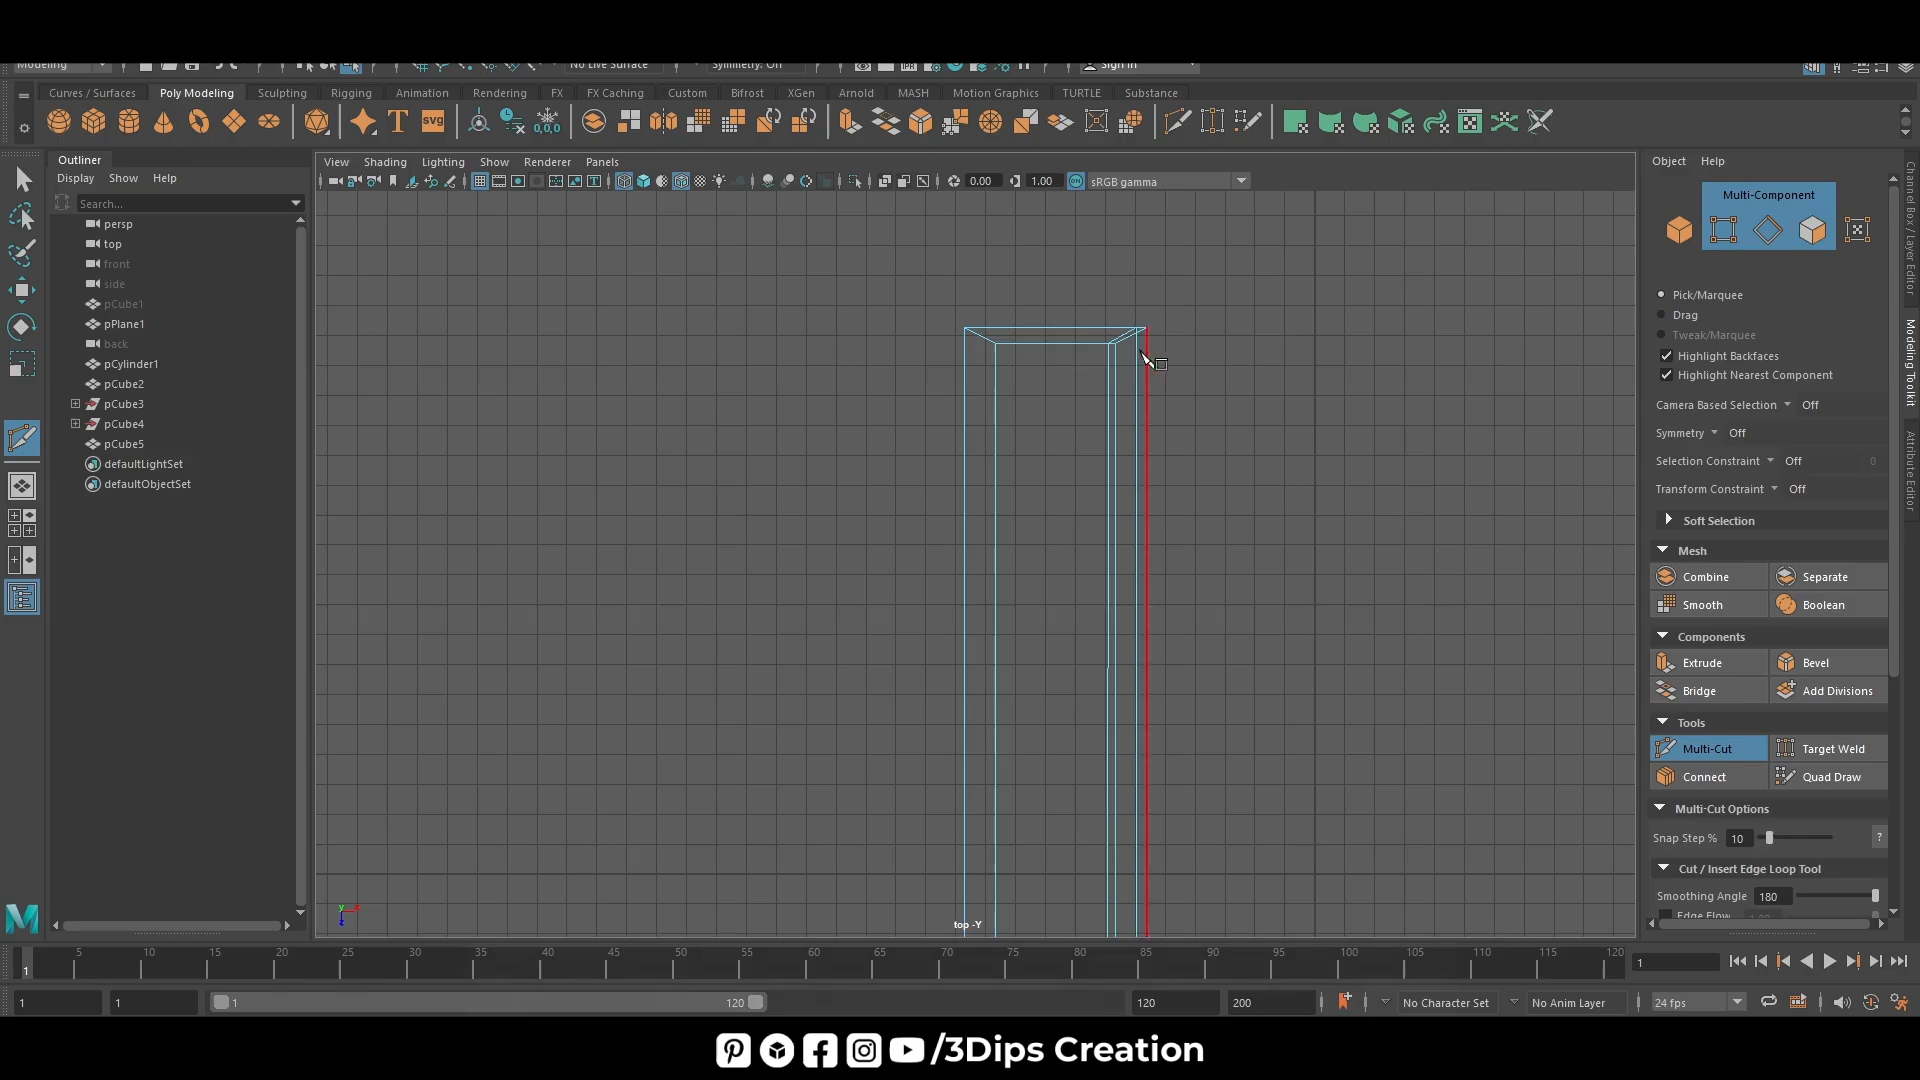 Modeling No Live Surface Symmetry: Off Sign In
Curves / Surfaces Poly Modeling Sculpting Rigging Animation Rendering FX FX Caching Custom Bifrost XGen Arnold MASH Motion Graphics TURTLE Substance
T svg 0,0,0
Outliner
Display Show Help
Search...
persp
top
front
side
pCube1
pPlane1
back
pCylinder1
pCube2
pCube3
pCube4
pCube5
defaultLightSet
defaultObjectSet
View Shading Lighting Show Renderer Panels
0.00 1.00 ON sRGB gamma
top -Y
Object Help
Multi-Component
Pick/Marquee
Drag
Tweak/Marquee
Highlight Backfaces
Highlight Nearest Component
Camera Based Selection Off
Symmetry Off
Selection Constraint Off 0
Transform Constraint Off
Soft Selection
Mesh
Combine Separate
Smooth Boolean
Components
Extrude Bevel
Bridge Add Divisions
Tools
Multi-Cut Target Weld
Connect Quad Draw
Multi-Cut Options
Snap Step % 10 ?
Cut / Insert Edge Loop Tool
Smoothing Angle 180
Edge Flow 1.00
Channel Box / Layer Editor
Modeling Toolkit
Attribute Editor
1 5 10 15 20 25 30 35 40 45 50 55 60 65 70 75 80 85 90 95 100 105 110 115 120 1
1 1 1 120 120 200 No Character Set No Anim Layer 24 fps
/3Dips Creation